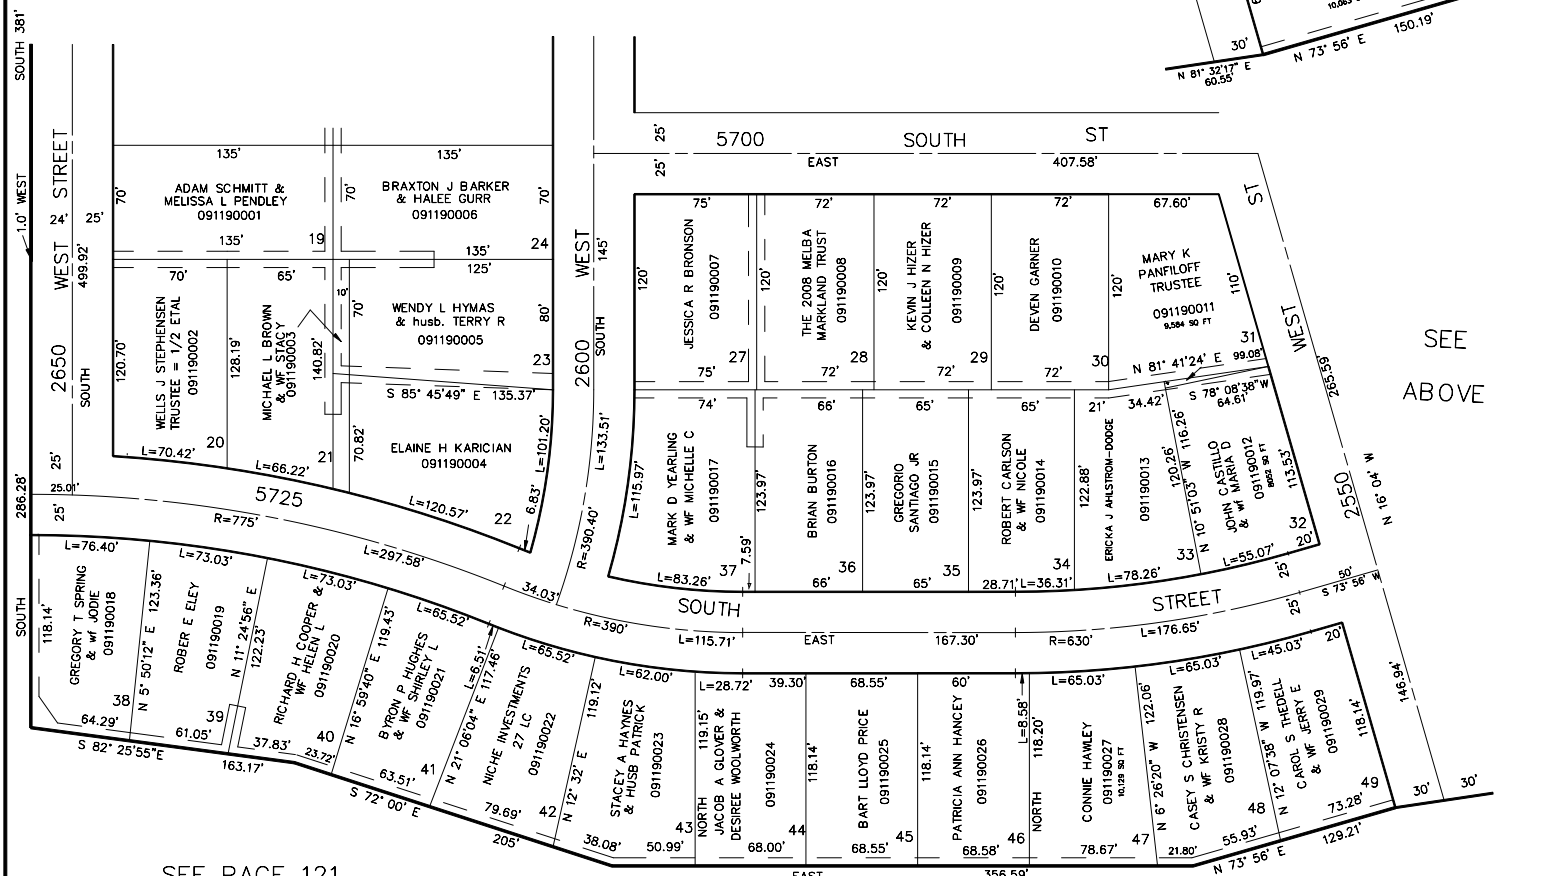 SOUTH 381'
1.0' WEST
2650 WEST STREET
24'
25'
499.92'
SOUTH
286.28'
SOUTH
25'
25.01'
25'
30'
N 81° 32'17" E
60.55'
N 73° 56' E
150.19'
5700 SOUTH ST
25'
25'
EAST
407.58'
ST
WEST
2550
265.59'
N 16° 04' W
SEE
ABOVE
135'
135'
70'
70'
70'
ADAM SCHMITT &
MELISSA L PENDLEY
091190001
135'
19
BRAXTON J BARKER
& HALEE GURR
091190006
24
135'
125'
70'
65'
10'
WELLS J STEPHENSEN
TRUSTEE = 1/2 ETAL
091190002
120.70'
128.19'
20
L=70.42'
MICHAEL L BROWN
& WF STACY
091190003
140.82'
21
L=66.22'
70'
80'
WENDY L HYMAS
& husb. TERRY R
091190005
23
S 85° 45'49" E 135.37'
ELAINE H KARICIAN
091190004
70.82'
L=101.20'
L=120.57'
22
6.83'
2600 WEST
145'
SOUTH
L=133.51'
R=390.40'
34.03'
5725 SOUTH STREET
R=775'
L=297.58'
R=390'
L=115.71'
EAST
167.30'
R=630'
L=176.65'
75'
72'
72'
72'
67.60'
JESSICA R BRONSON
091190007
120'
27
75'
THE 2008 MELBA
MARKLAND TRUST
091190008
120'
28
72'
KEVIN J HIZER
& COLLEEN N HIZER
091190009
120'
29
72'
DEVEN GARNER
091190010
120'
30
72'
MARY K
PANFILOFF
TRUSTEE
091190011
9,584 SQ FT
120'
110'
31
N 81° 41'24" E
99.08'
S 78° 08'38" W
64.61'
74'
66'
65'
65'
21'
34.42'
MARK D YEARLING
& WF MICHELLE C
091190017
L=115.97'
123.97'
37
7.59'
L=83.26'
BRIAN BURTON
091190016
123.97'
36
66'
GREGORIO
SANTIAGO JR
091190015
123.97'
35
65'
ROBERT CARLSON
& WF NICOLE
091190014
122.88'
34
28.71'
L=36.31'
ERICKA J AHLSTROM-DODGE
091190013
120.26'
33
L=78.26'
N 10° 51'03" W 116.26'
JOHN CASTILLO
& wf MARIA D
091190012
8052 SQ FT
113.53'
32
20'
L=55.07'
25'
25'
50'
S 73° 56' W
146.94'
30'
30'
L=76.40'
118.14'
GREGORY T SPRING
& wf JODIE
091190018
38
64.29'
S 82° 25'55"E
163.17'
N 5° 50'12" E 123.36'
L=73.03'
ROBER E ELEY
091190019
39
61.05'
N 11° 24'56" E
122.23'
L=73.03'
RICHARD H COOPER &
WF HELEN L
091190020
40
37.83'
23.72'
N 16° 59'40" E 119.43'
L=65.52'
BYRON P HUGHES
& WF SHIRLEY L
091190021
41
63.51'
S 72° 00' E
205'
L=6.51'
N 21° 06'04" E 117.46'
L=65.52'
NICHE INVESTMENTS
27 LC
091190022
42
79.69'
N 12° 32' E 119.12'
L=62.00'
STACEY A HAYNES
& HUSB PATRICK
091190023
43
38.08'
50.99'
NORTH 119.15'
L=28.72'
39.30'
JACOB A GLOVER &
DESIREE WOOLWORTH
091190024
44
68.00'
118.14'
68.55'
BART LLOYD PRICE
091190025
45
68.55'
118.14'
60'
PATRICIA ANN HANCEY
091190026
46
68.58'
L=8.58'
NORTH 118.20'
L=65.03'
CONNIE HAWLEY
091190027
10,129 SQ FT
47
78.67'
N 6° 26'20" W 122.06'
L=65.03'
CASEY S CHRISTENSEN
& WF KRISTY R
091190028
48
21.80'
55.93'
N 12° 07'38" W 119.97'
L=45.03'
20'
CAROL S THEDELL
& WF JERRY E
091190029
118.14'
49
73.28'
N 73° 56' E
129.21'
EAST
356.59'
SEE PAGE 121